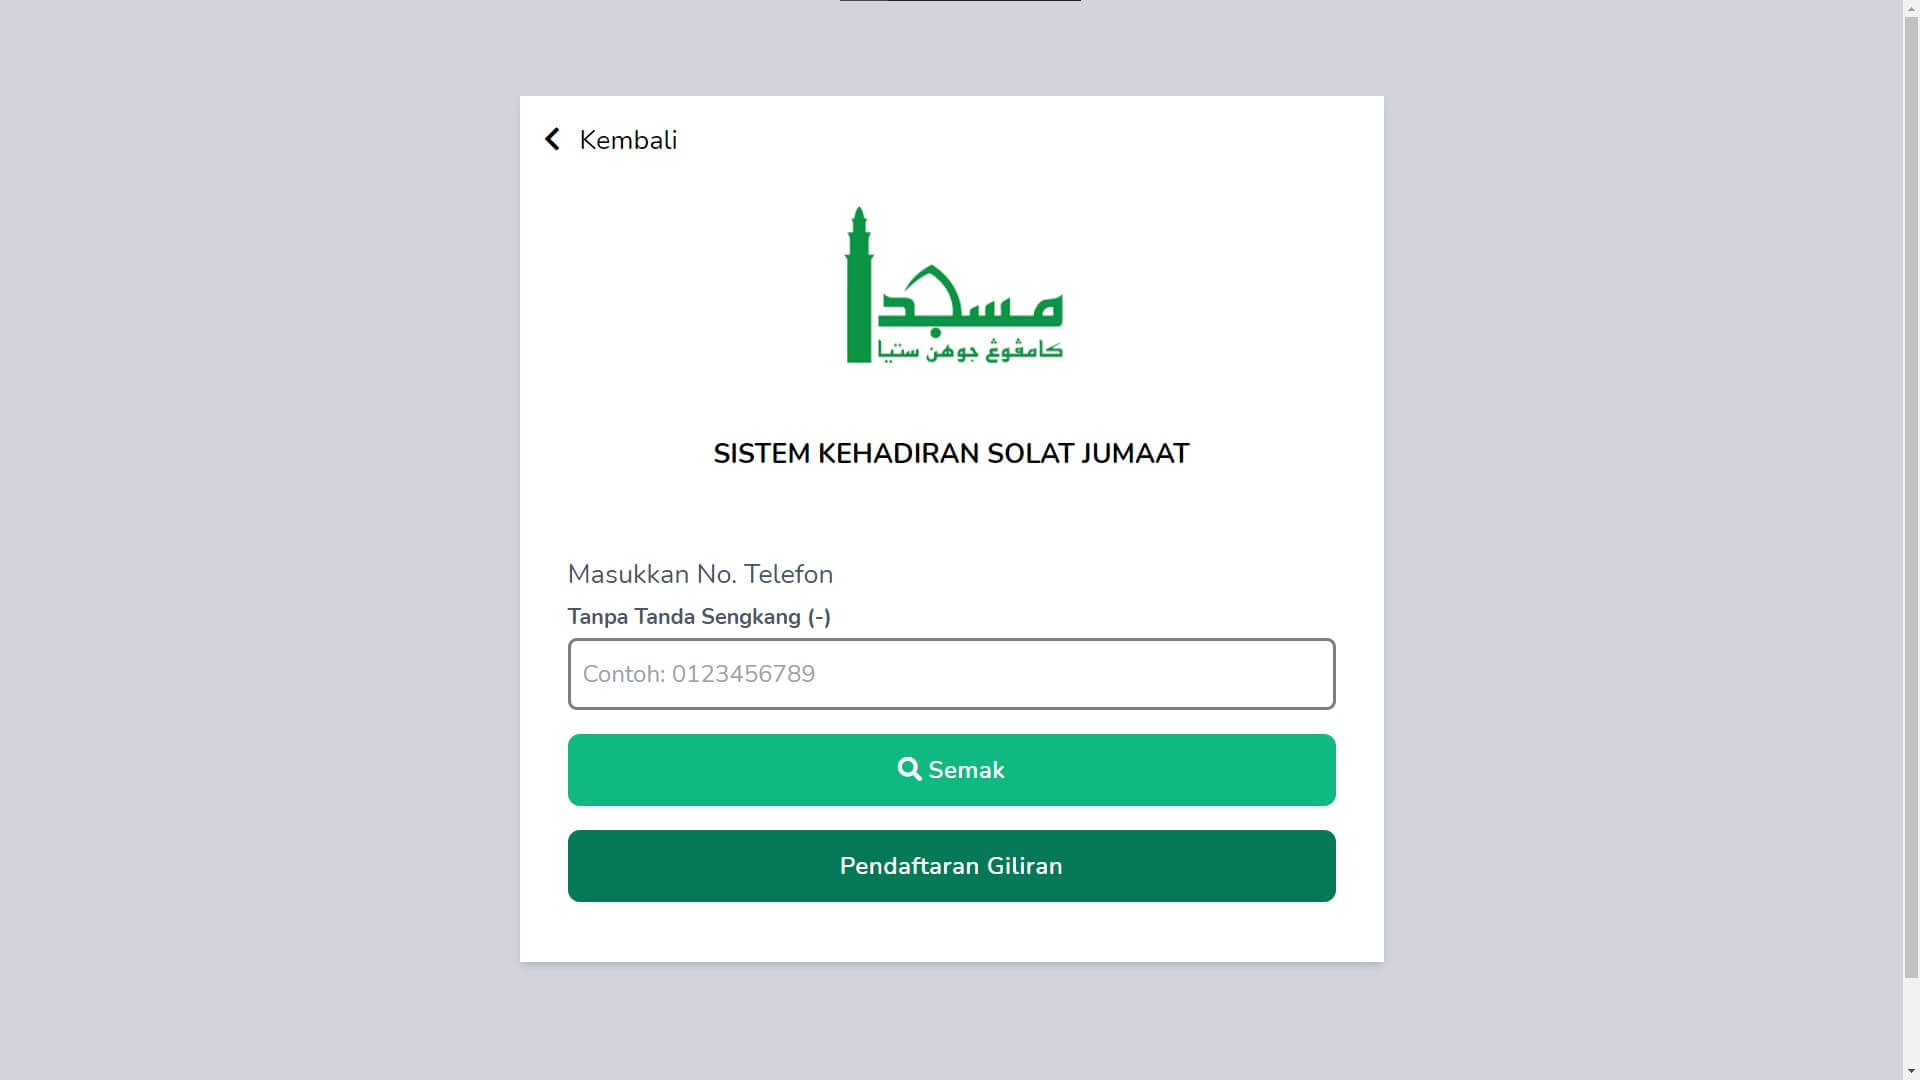 Kembali
مسجد
كامڤوڠ جوهن ستيا
SISTEM KEHADIRAN SOLAT JUMAAT
Masukkan No. Telefon
Tanpa Tanda Sengkang (-)
Contoh: 0123456789
Semak
Pendaftaran Giliran